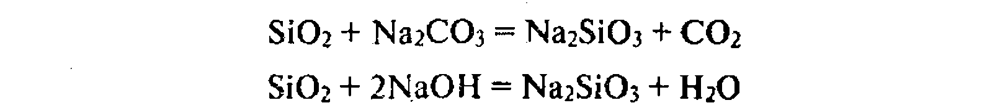 SiO₂ + Na₂CO₃ = Na₂SiO₃ + CO₂
SiO₂ + 2NaOH = Na₂SiO₃ + H₂O